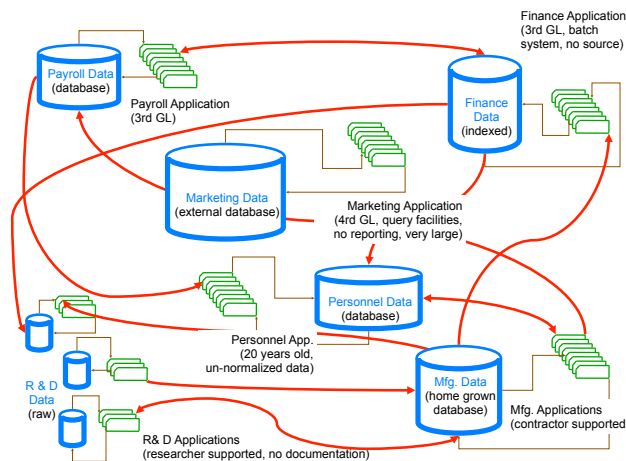 Finance Application
(3rd GL, batch
system, no source)
Payroll Data
(database)
Payroll Application
(3rd GL)
Finance
Data
(indexed)
Marketing Data
(external database)
Marketing Application
(4rd GL, query facilities,
no reporting, very large)
Personnel Data
(database)
Personnel App.
(20 years old,
un-normalized data)
R & D
Data
(raw)
Mfg. Data
(home grown
database)
Mfg. Applications
(contractor supported
R& D Applications
(researcher supported, no documentation)